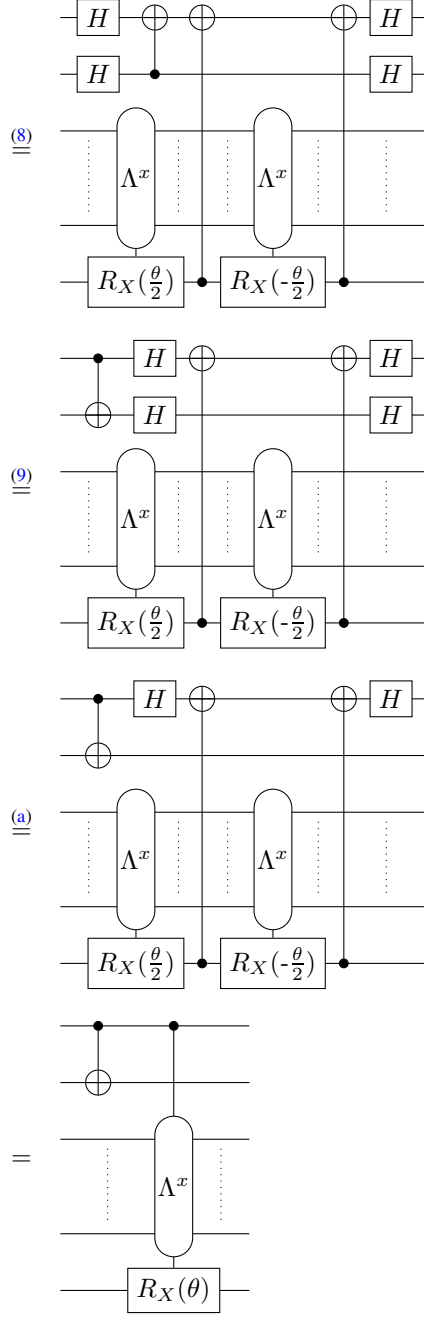 H
H
H
H
(8)
=
Λ^x Λ^x
R_X(θ/2) R_X(-θ/2)
H H
H H
(9)
=
Λ^x Λ^x
R_X(θ/2) R_X(-θ/2)
H H
(a)
=
Λ^x Λ^x
R_X(θ/2) R_X(-θ/2)
=
Λ^x
R_X(θ)